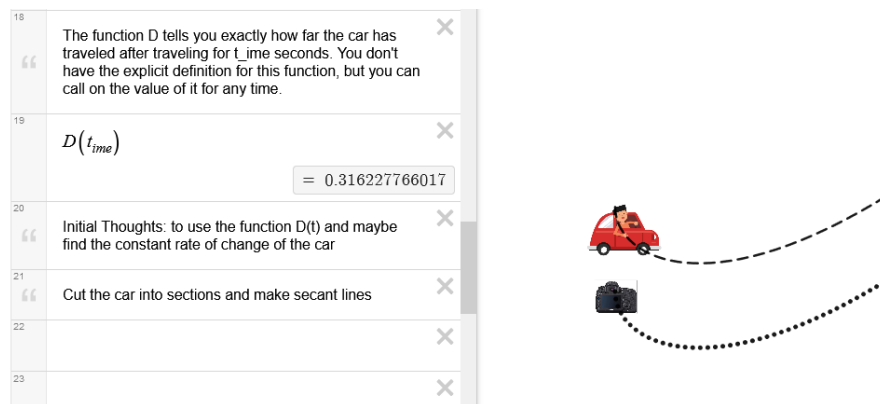 18
The function D tells you exactly how far the car has
traveled after traveling for t_ime seconds. You don't
have the explicit definition for this function, but you can
call on the value of it for any time.
19
D(t_ime)
= 0.316227766017
20
Initial Thoughts: to use the function D(t) and maybe
find the constant rate of change of the car
21
Cut the car into sections and make secant lines
22
23